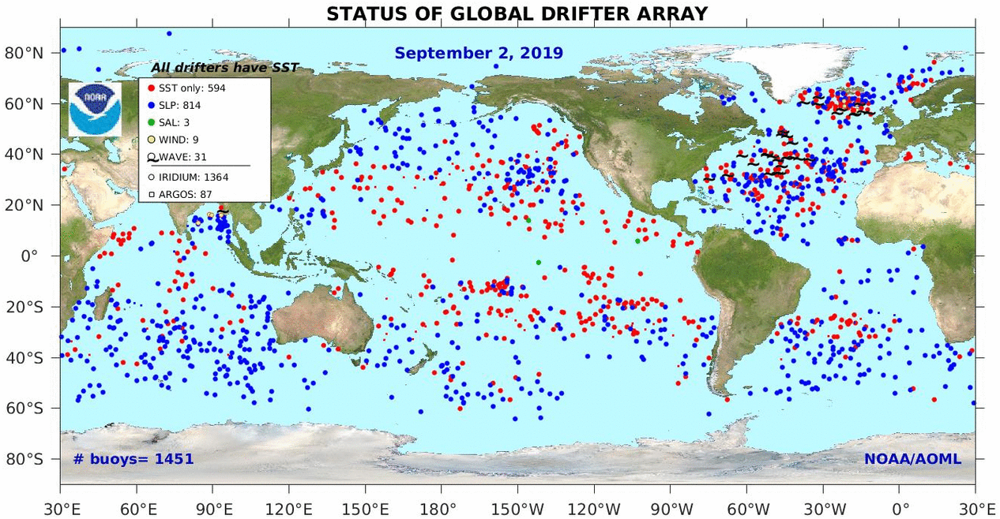 STATUS OF GLOBAL DRIFTER ARRAY
80°N
60°N
40°N
20°N
0°
20°S
40°S
60°S
80°S
September 2, 2019
All drifters have SST
NOAA
SST only: 594
SLP: 814
SAL: 3
WIND: 9
WAVE: 31
IRIDIUM: 1364
ARGOS: 87
# buoys= 1451
NOAA/AOML
30°E 60°E 90°E 120°E 150°E 180°W 150°W 120°W 90°W 60°W 30°W 0° 30°E